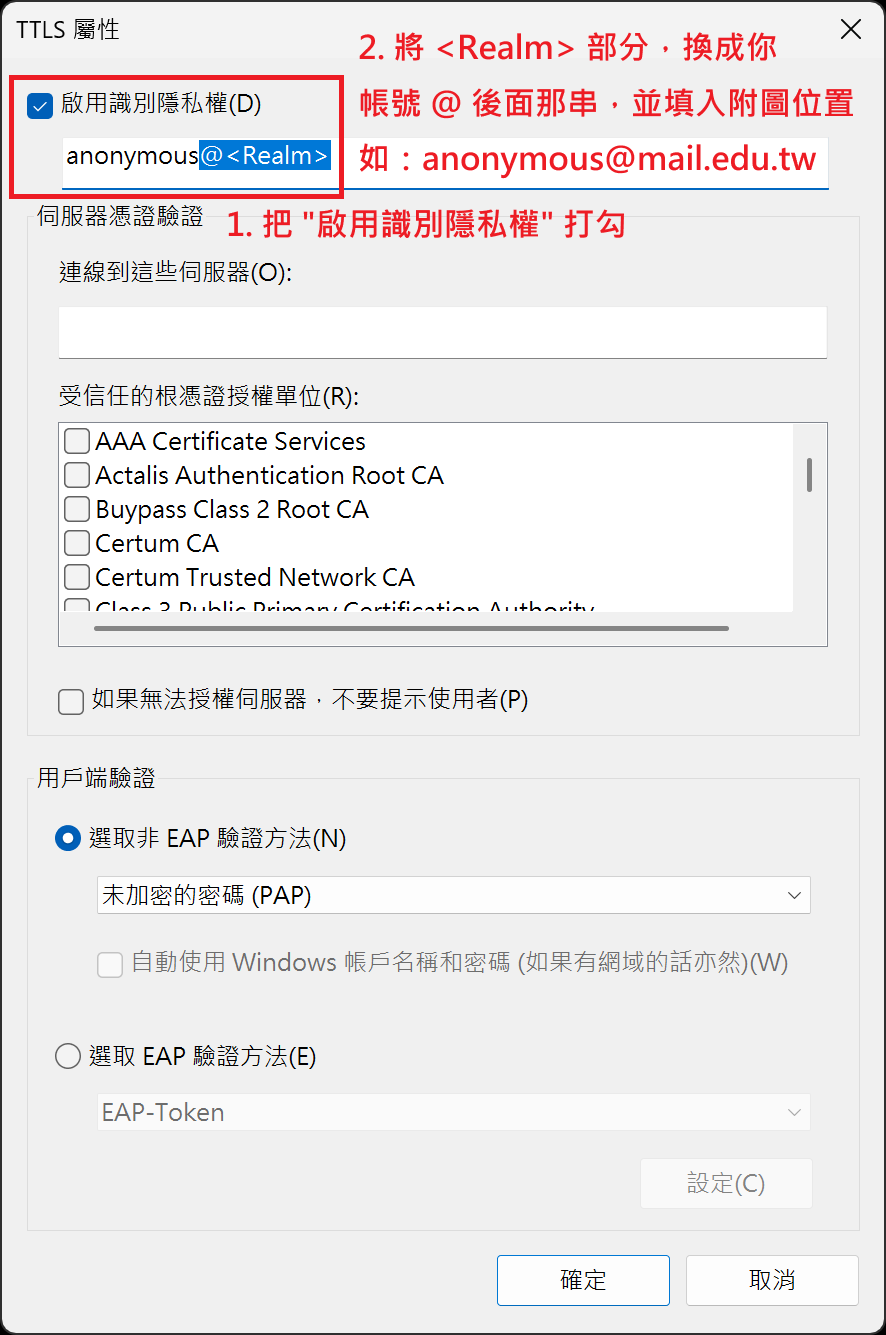 TTLS 屬性
2. 將 <Realm> 部分，換成你
啟用識別隱私權(D)
帳號 @ 後面那串，並填入附圖位置
anonymous@<Realm>
如：anonymous@mail.edu.tw
伺服器憑證驗證
1. 把 "啟用識別隱私權" 打勾
連線到這些伺服器(O):
受信任的根憑證授權單位(R):
AAA Certificate Services
Actalis Authentication Root CA
Buypass Class 2 Root CA
Certum CA
Certum Trusted Network CA
Class 3 Public Primary Certification Authority
如果無法授權伺服器，不要提示使用者(P)
用戶端驗證
選取非 EAP 驗證方法(N)
未加密的密碼 (PAP)
自動使用 Windows 帳戶名稱和密碼 (如果有網域的話亦然)(W)
選取 EAP 驗證方法(E)
EAP-Token
設定(C)
確定
取消